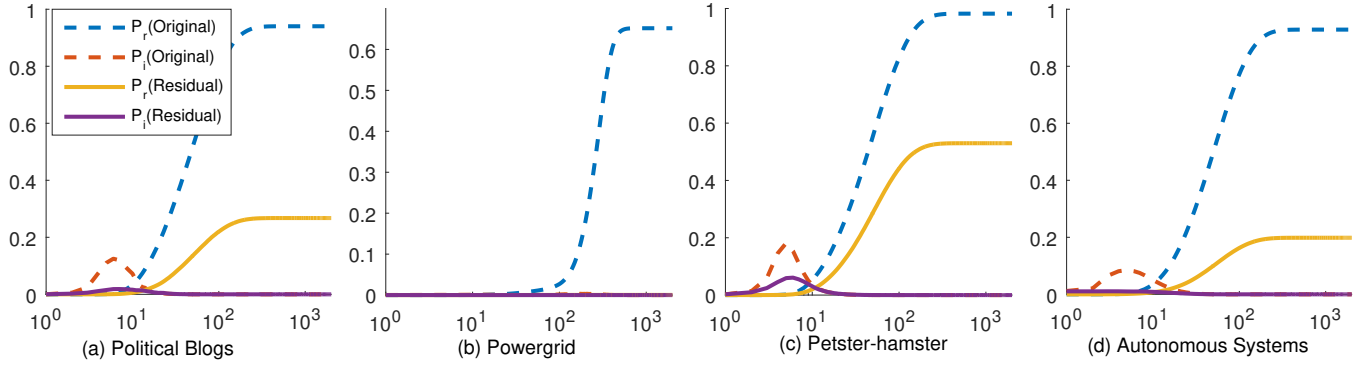 1
0.8
0.6
0.4
0.2
0
P_r(Original)
P_i(Original)
P_r(Residual)
P_i(Residual)
10^0 10^1 10^2 10^3
(a) Political Blogs
0.6
0.5
0.4
0.3
0.2
0.1
0
10^0 10^1 10^2 10^3
(b) Powergrid
1
0.8
0.6
0.4
0.2
0
10^0 10^1 10^2 10^3
(c) Petster-hamster
1
0.8
0.6
0.4
0.2
0
10^0 10^1 10^2 10^3
(d) Autonomous Systems